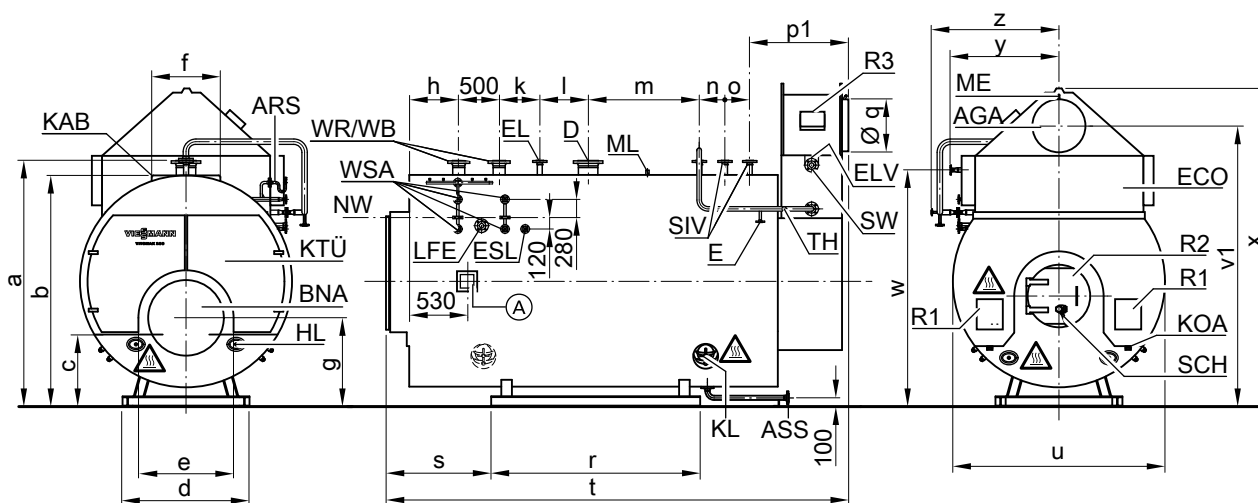 f
ARS
KAB
a
b
c
VIESMANN
KTÜ
BNA
HL
g
e
d
p1
h
500
k
l
m
n
o
R3
WR/WB
EL
D
ML
Ø q
WSA
ELV
NW
SW
LFE
ESL
120
280
SIV
E
TH
530
A
KL
ASS
100
s
r
t
z
y
ME
AGA
ECO
x
v1
w
R2
R1
R1
KOA
SCH
u